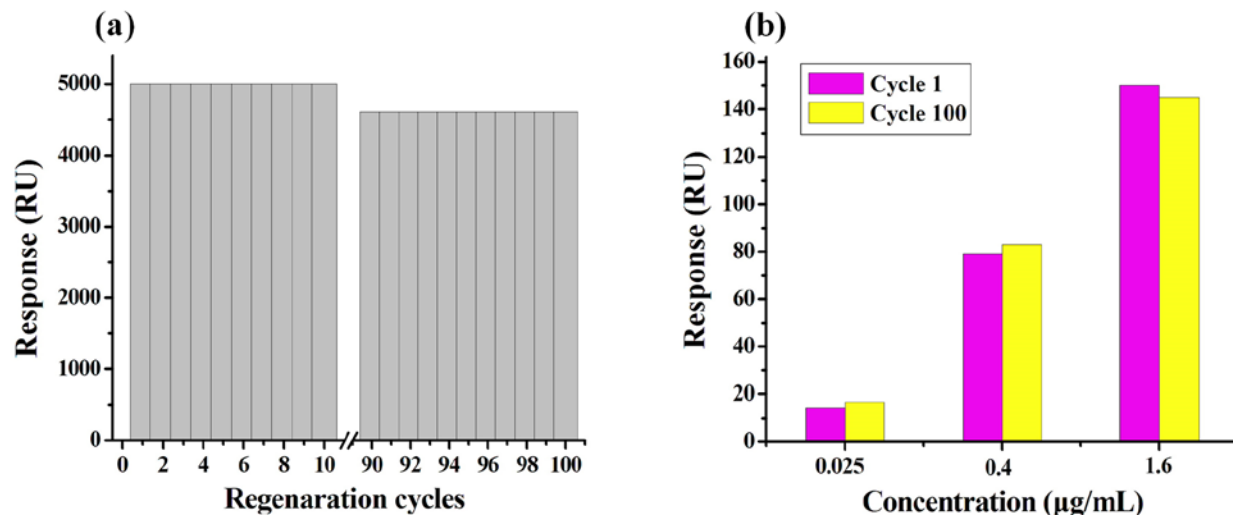 (a)
Response (RU)
5000
4000
3000
2000
1000
0
0 2 4 6 8 10 90 92 94 96 98 100
Regenaration cycles
(b)
Response (RU)
160
140
120
100
80
60
40
20
0
Cycle 1
Cycle 100
0.025 0.4 1.6
Concentration (µg/mL)